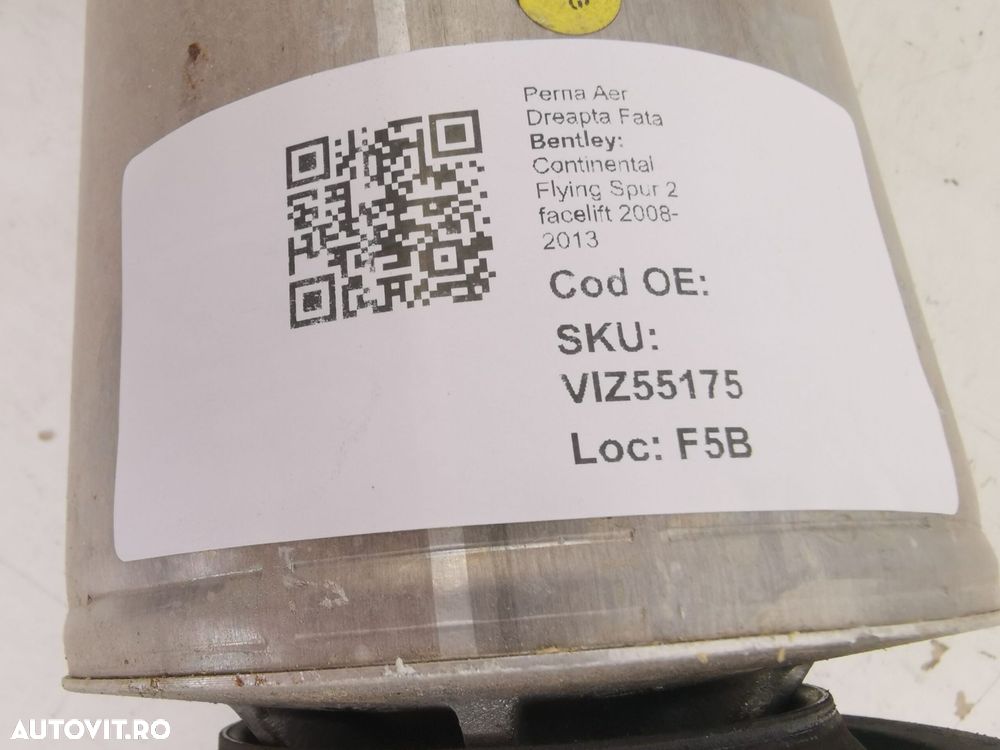 Perna Aer
Dreapta Fata
Bentley:
Continental
Flying Spur 2
facelift 2008-
2013
Cod OE:
SKU:
VIZ55175
Loc: F5B
AUTOVIT.RO